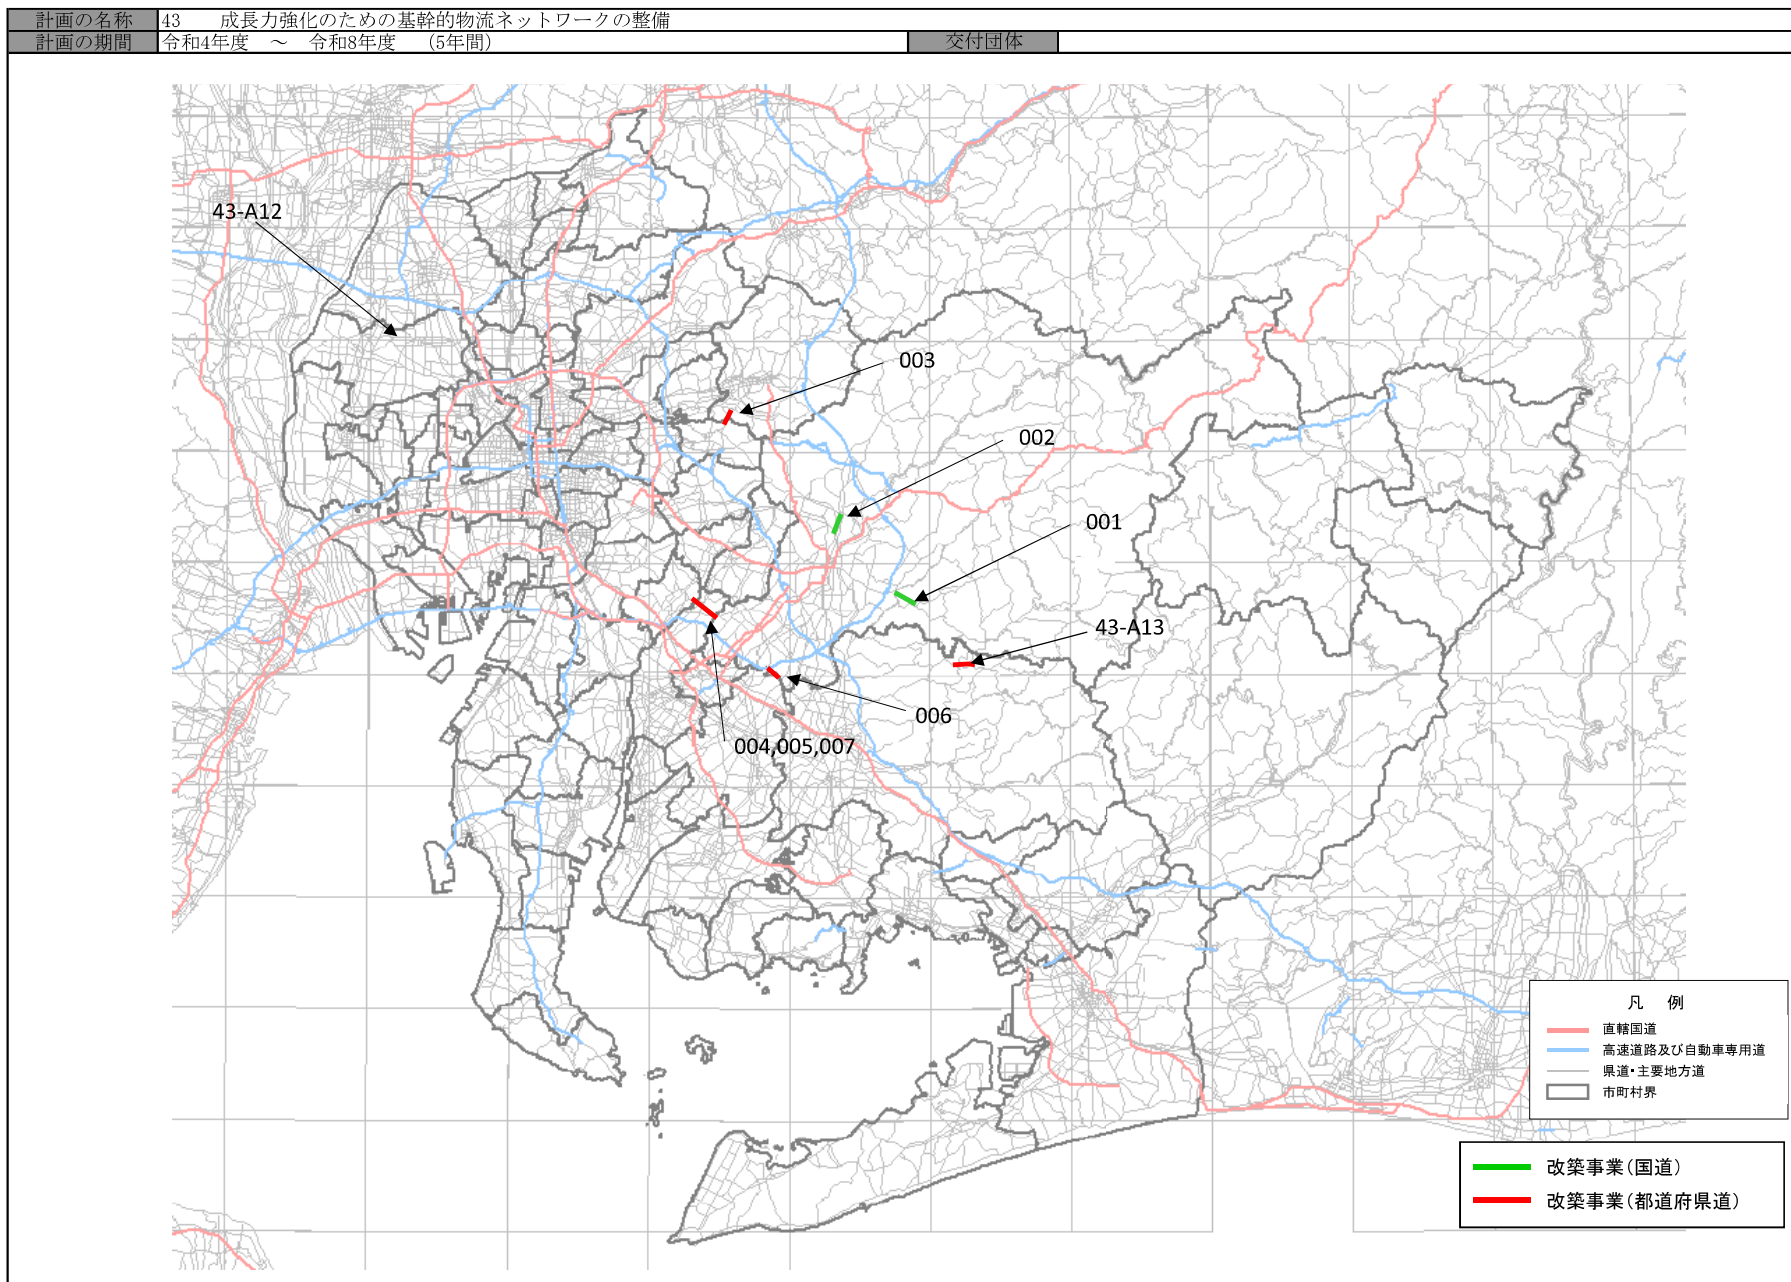 計画の名称 43 成長力強化のための基幹的物流ネットワークの整備
計画の期間 令和4年度 ～ 令和8年度 (5年間) 交付団体
43-A12
003
002
001
43-A13
006
004,005,007
凡 例
直轄国道
高速道路及び自動車専用道
県道・主要地方道
市町村界
改築事業(国道)
改築事業(都道府県道)